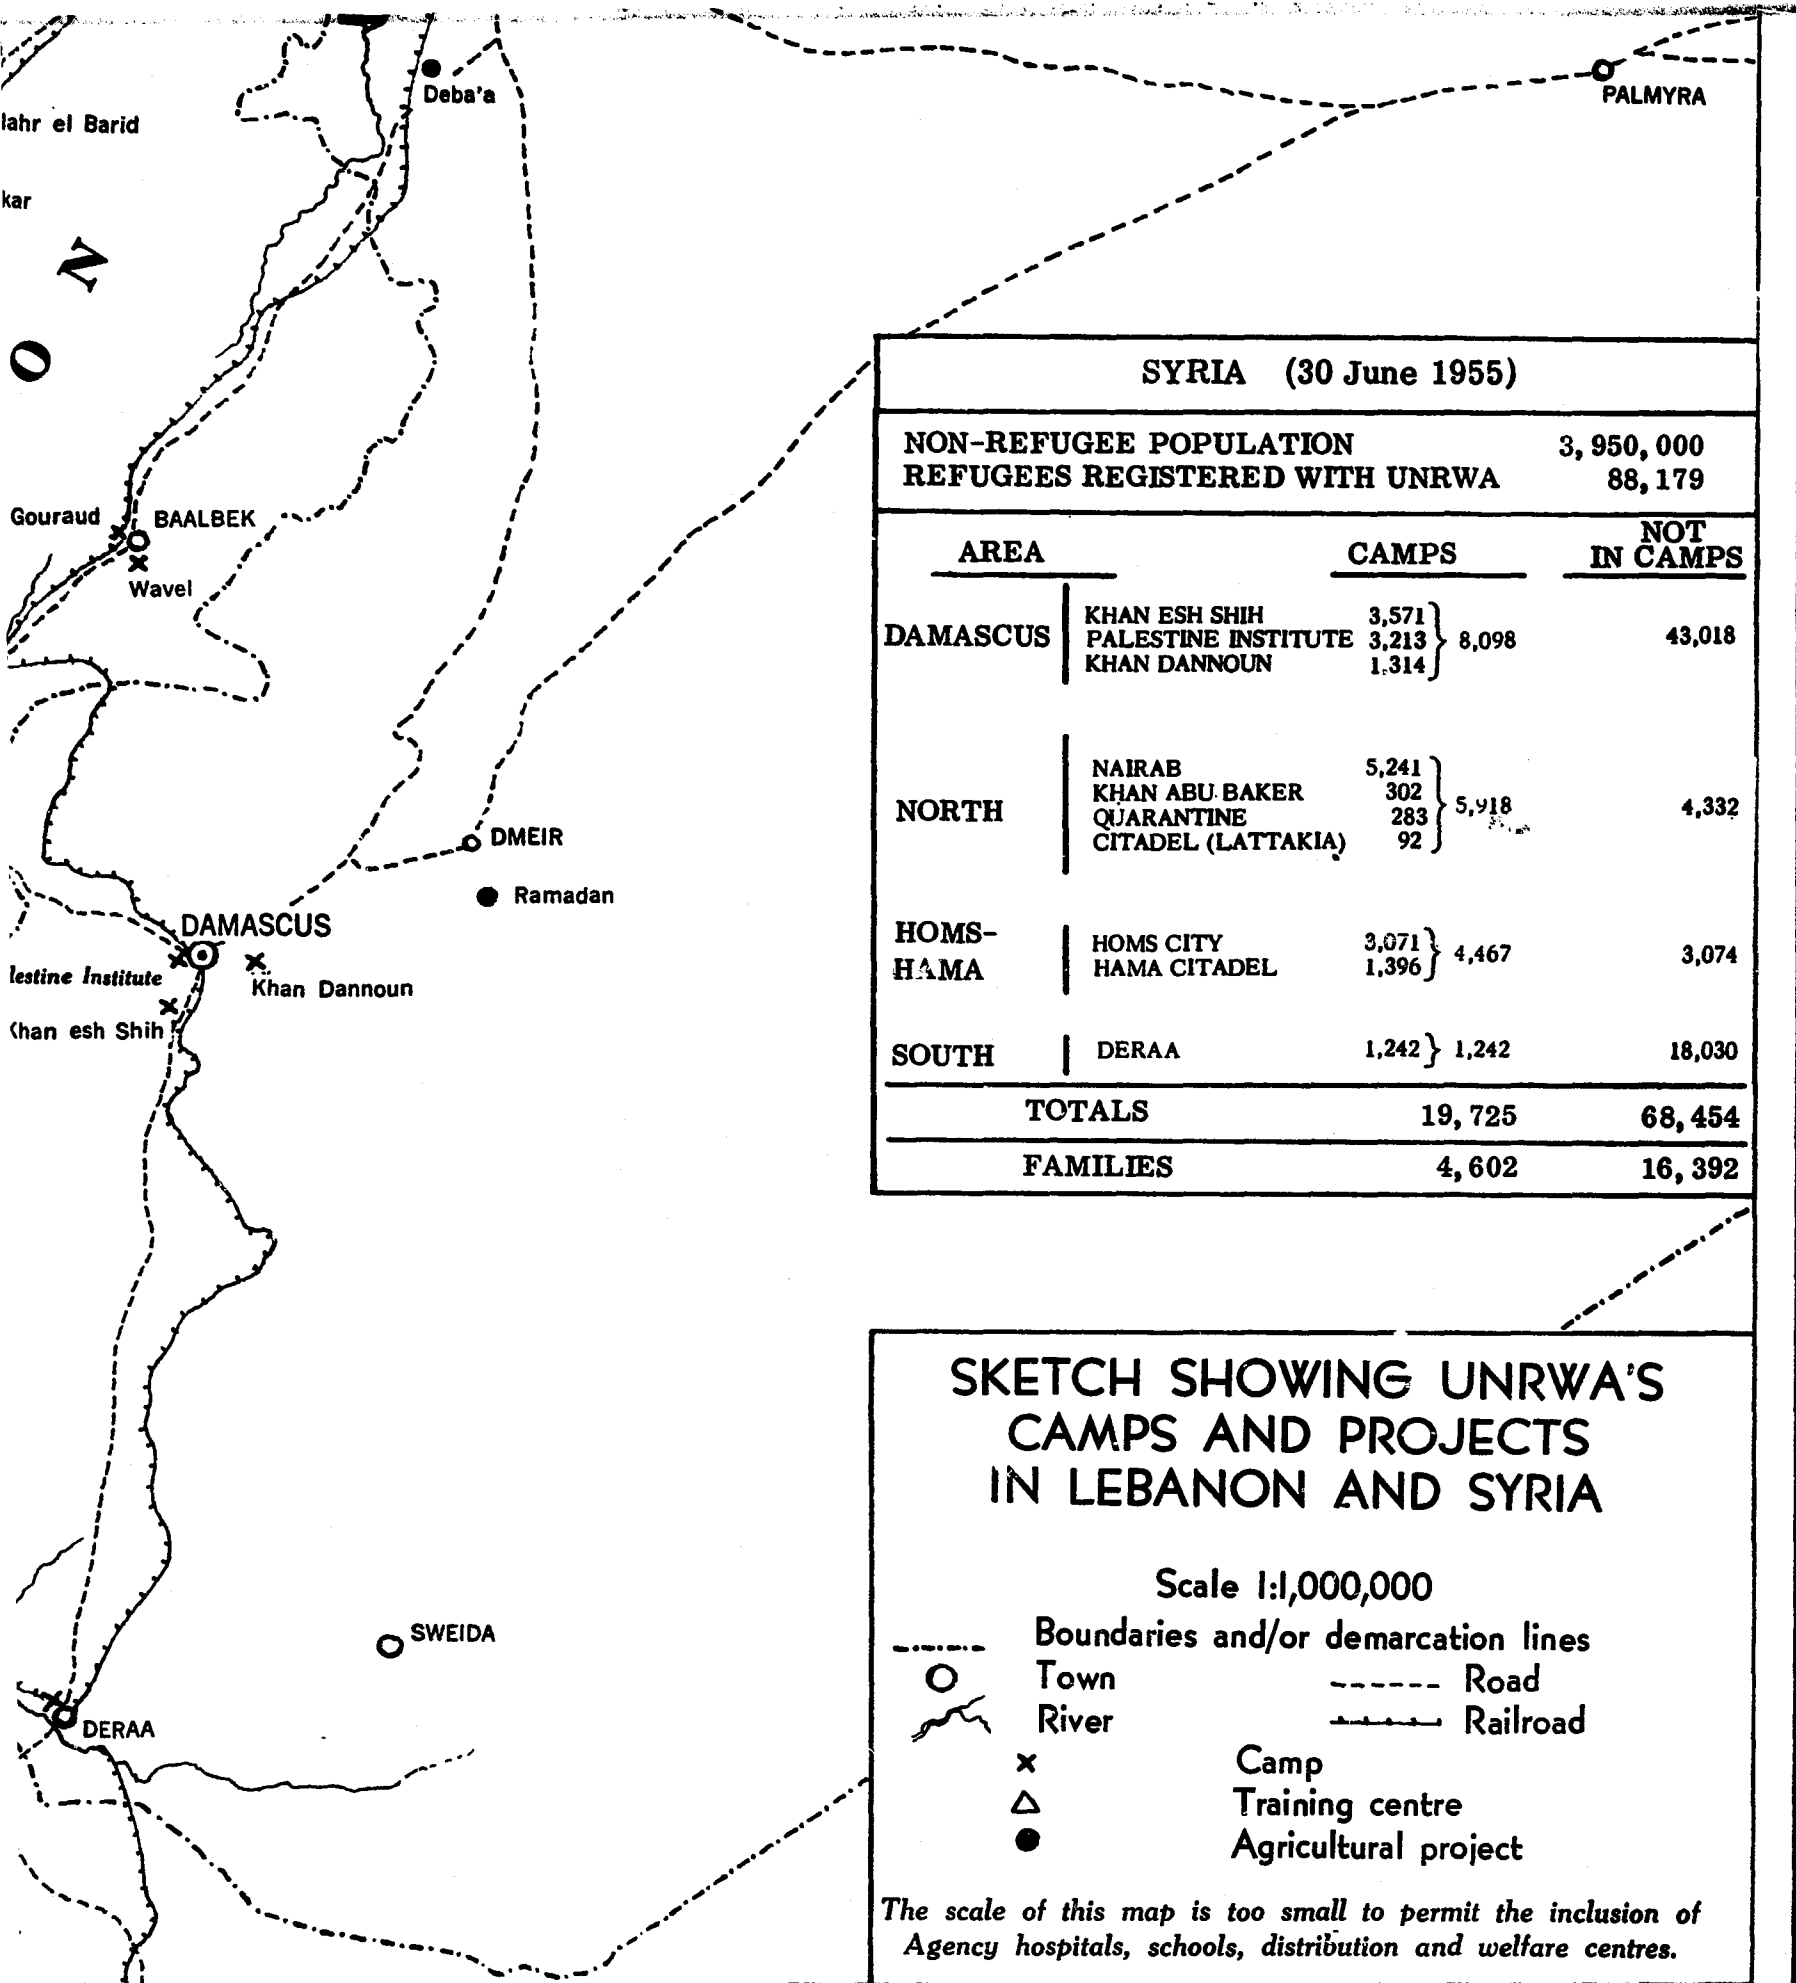 Deba'a
PALMYRA
lahr el Barid
kar
N
O
Gouraud
BAALBEK
Wavel
DMEIR
Ramadan
DAMASCUS
lestine Institute
Khan Dannoun
Khan esh Shih
SWEIDA
DERAA
SYRIA (30 June 1955)
NON-REFUGEE POPULATION 3,950,000
REFUGEES REGISTERED WITH UNRWA 88,179
AREA CAMPS NOT IN CAMPS
DAMASCUS KHAN ESH SHIH 3,571
PALESTINE INSTITUTE 3,213 8,098 43,018
KHAN DANNOUN 1.314
NORTH NAIRAB 5,241
KHAN ABU BAKER 302
QUARANTINE 283 5,918 4,332
CITADEL (LATTAKIA) 92
HOMS-HAMA HOMS CITY 3,071
HAMA CITADEL 1,396 4,467 3,074
SOUTH DERAA 1,242 1,242 18,030
TOTALS 19,725 68,454
FAMILIES 4,602 16,392
SKETCH SHOWING UNRWA'S
CAMPS AND PROJECTS
IN LEBANON AND SYRIA
Scale 1:1,000,000
Boundaries and/or demarcation lines
Town Road
River Railroad
Camp
Training centre
Agricultural project
The scale of this map is too small to permit the inclusion of
Agency hospitals, schools, distribution and welfare centres.